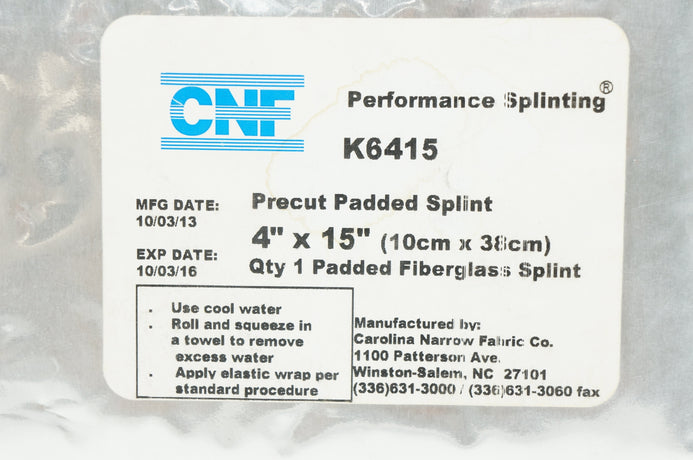 CNF
Performance Splinting®
K6415
MFG DATE:
10/03/13
Precut Padded Splint
4" x 15" (10cm x 38cm)
EXP DATE:
10/03/16
Qty 1 Padded Fiberglass Splint
. Use cool water
. Roll and squeeze in
a towel to remove
excess water
. Apply elastic wrap per
standard procedure
Manufactured by:
Carolina Narrow Fabric Co.
1100 Patterson Ave.
Winston-Salem, NC 27101
(336)631-3000 / (336)631-3060 fax